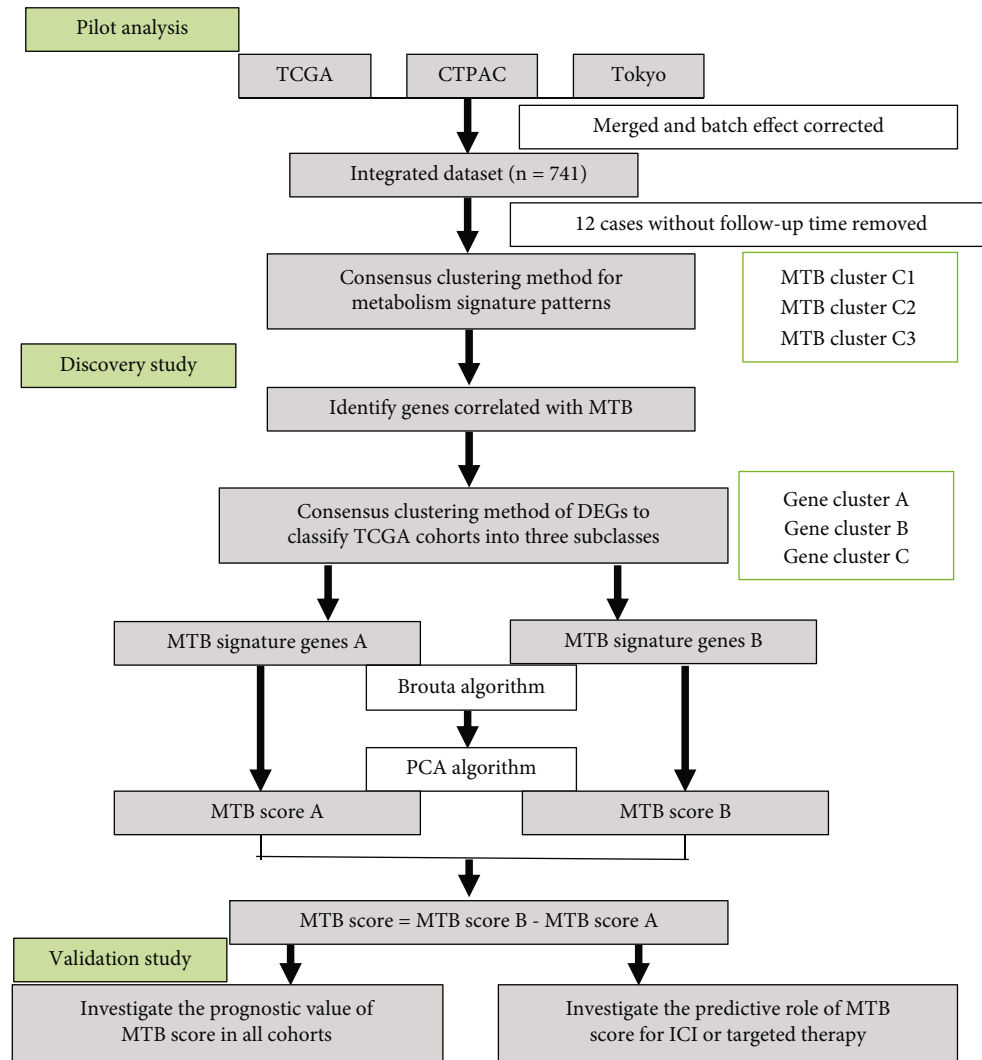 Pilot analysis
TCGA
CTPAC
Tokyo
Merged and batch effect corrected
Integrated dataset (n = 741)
12 cases without follow-up time removed
Consensus clustering method for
metabolism signature patterns
MTB cluster C1
MTB cluster C2
MTB cluster C3
Discovery study
Identify genes correlated with MTB
Consensus clustering method of DEGs to
classify TCGA cohorts into three subclasses
Gene cluster A
Gene cluster B
Gene cluster C
MTB signature genes A
MTB signature genes B
Brouta algorithm
PCA algorithm
MTB score A
MTB score B
MTB score = MTB score B - MTB score A
Validation study
Investigate the prognostic value of
MTB score in all cohorts
Investigate the predictive role of MTB
score for ICI or targeted therapy